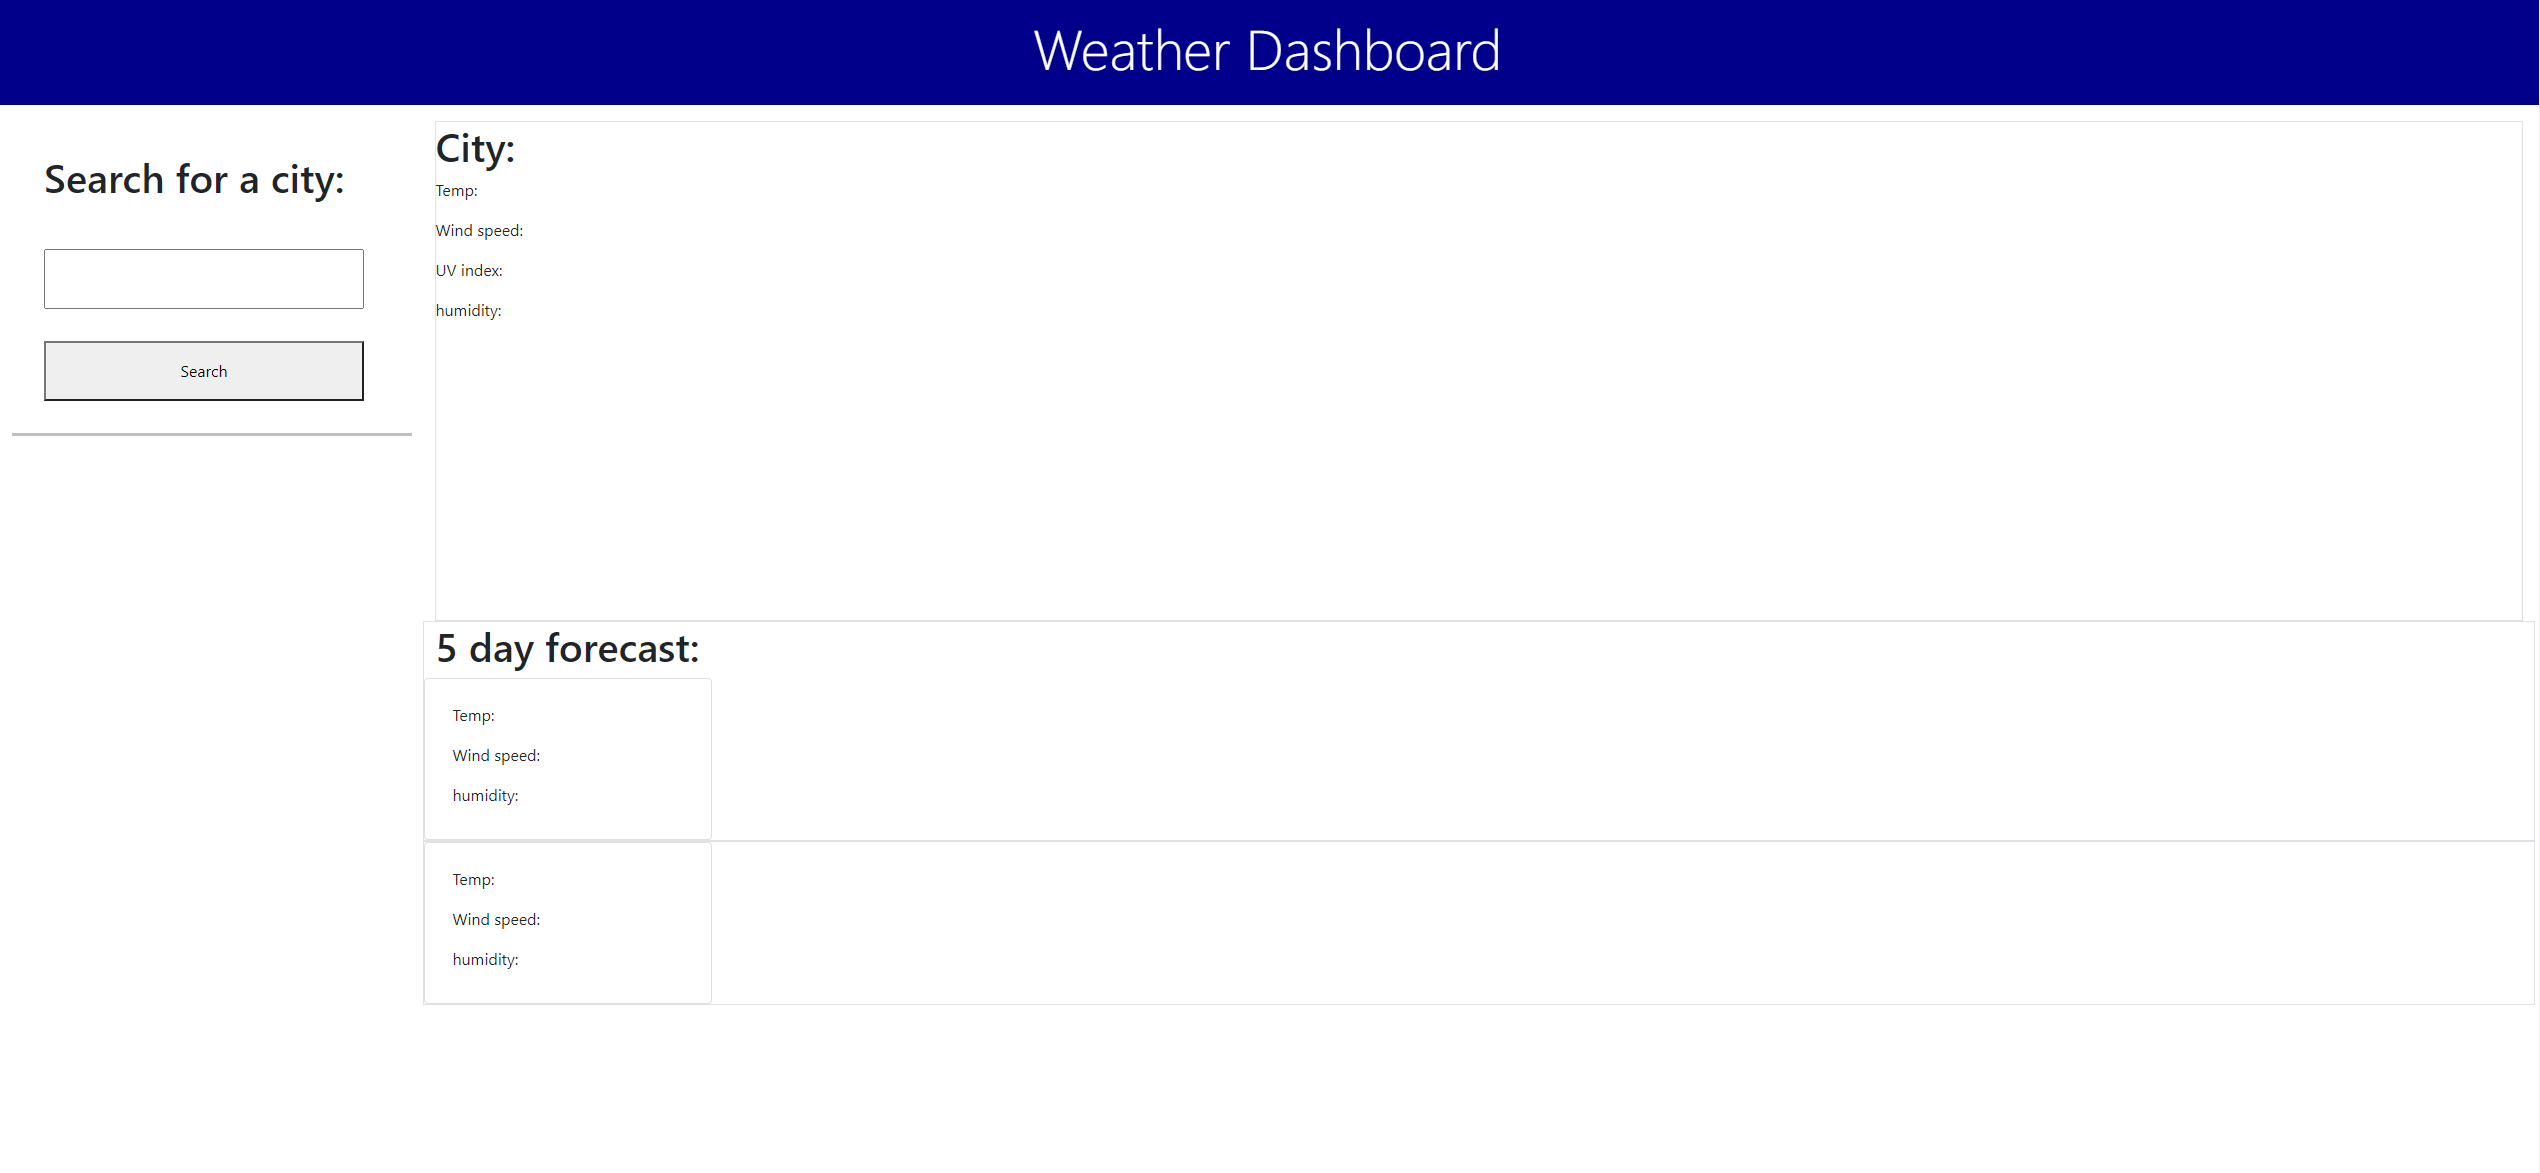 Weather Dashboard
Search for a city:
Search
City:
Temp:
Wind speed:
UV index:
humidity:
5 day forecast:
Temp:
Wind speed:
humidity:
Temp:
Wind speed:
humidity: